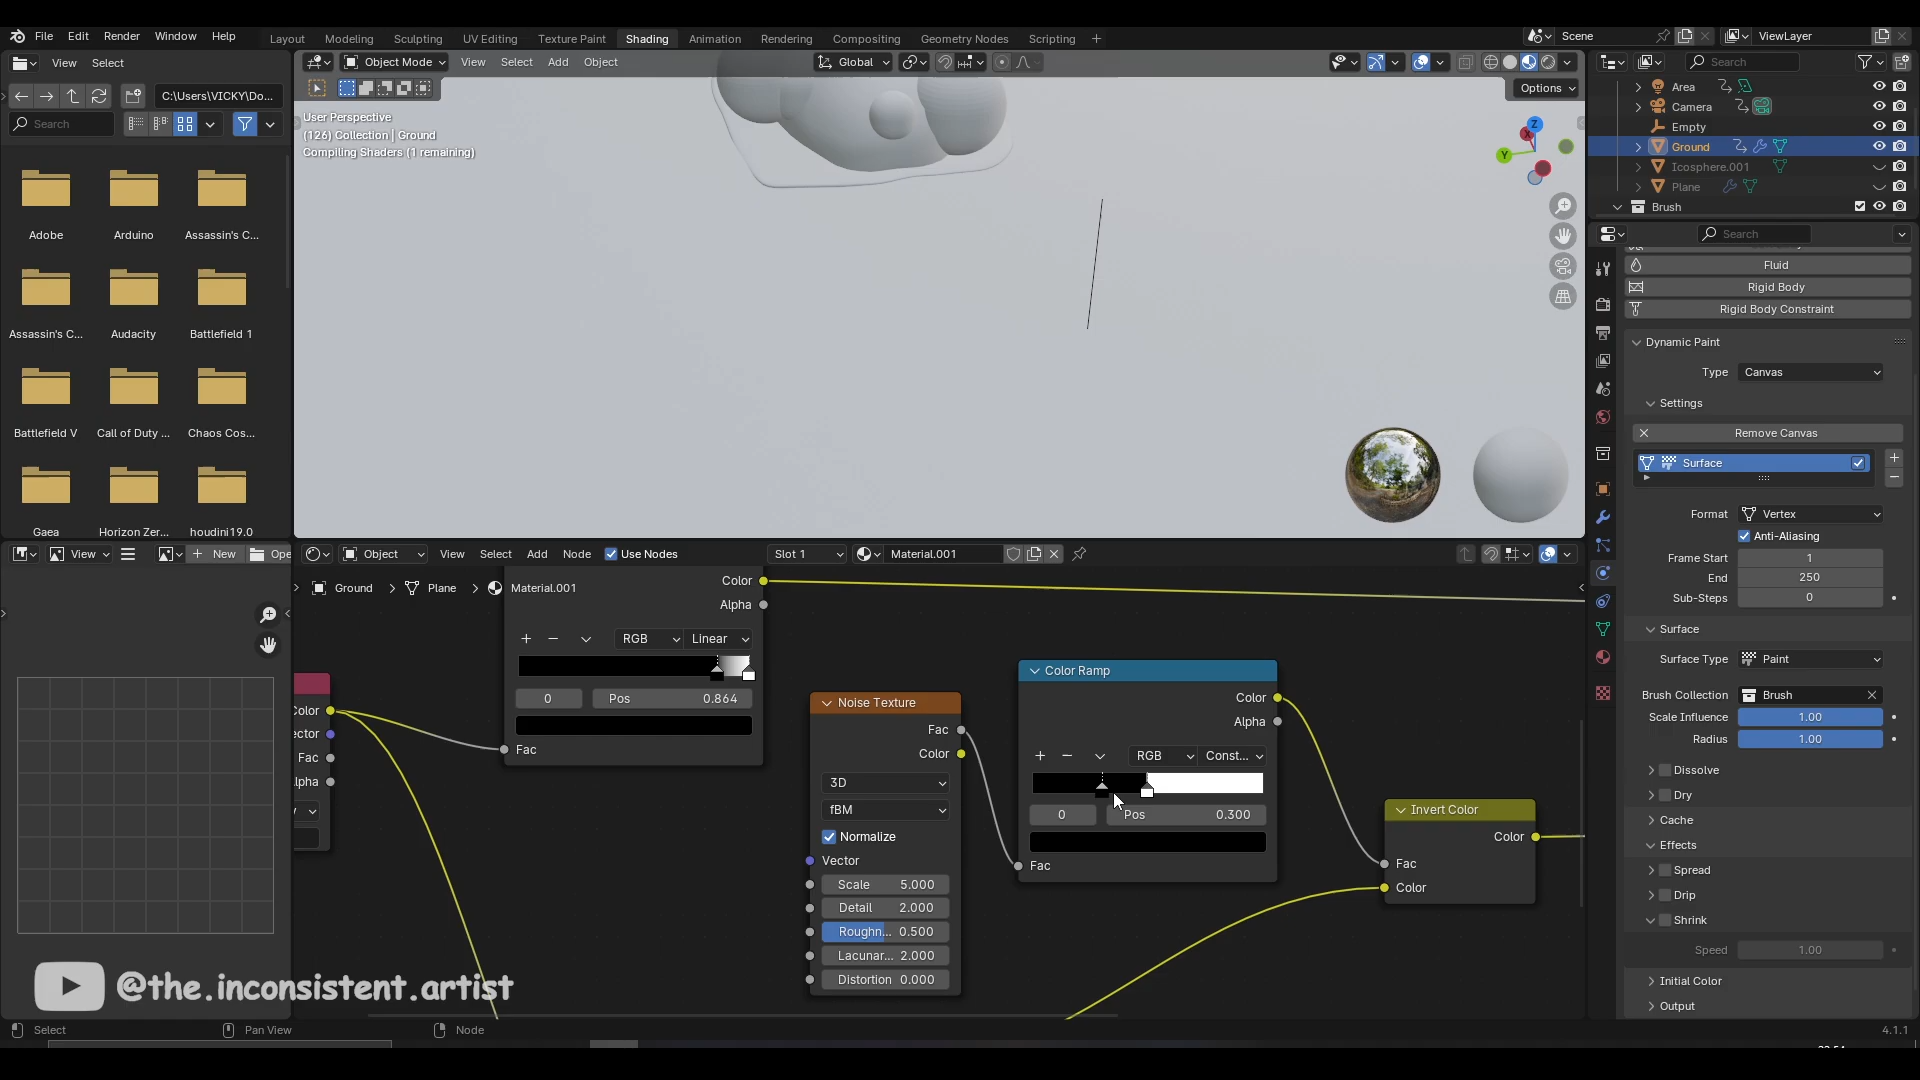 File Edit Render Window Help
Layout Modeling Sculpting UV Editing Texture Paint Shading Animation Rendering Compositing Geometry Nodes Scripting
Scene
ViewLayer
View Select
Object Mode View Select Add Object
Global
Search
C:\Users\VICKY\Do...
Search
Options
User Perspective
(126) Collection | Ground
Compiling Shaders (1 remaining)
Z
X
Y
Area
Camera
Empty
Ground
Icosphere.001
Plane
Brush
Search
Adobe
Arduino
Assassin's C...
Assassin's C...
Audacity
Battlefield 1
Battlefield V
Call of Duty ...
Chaos Cos...
Gaea
Horizon Zer...
houdini19.0
Fluid
Rigid Body
Rigid Body Constraint
Dynamic Paint
Type Canvas
Settings
Remove Canvas
Surface
Format Vertex
Anti-Aliasing
Frame Start 1
End 250
Sub-Steps 0
Surface
Surface Type Paint
Brush Collection Brush
Scale Influence 1.00
Radius 1.00
Dissolve
Dry
Cache
Effects
Spread
Drip
Shrink
Speed 1.00
Initial Color
Output
View
New
Ope
Object View Select Add Node Use Nodes Slot 1 Material.001
Ground Plane Material.001
Color
Alpha
RGB Linear
0 Pos 0.864
Fac
Color
ector
Fac
lpha
Noise Texture
Fac
Color
3D
fBM
Normalize
Vector
Scale 5.000
Detail 2.000
Roughn... 0.500
Lacunar... 2.000
Distortion 0.000
Color Ramp
Color
Alpha
RGB Const...
0 Pos 0.300
Fac
Invert Color
Color
Fac
Color
@the.inconsistent.artist
Select Pan View Node
4.1.1